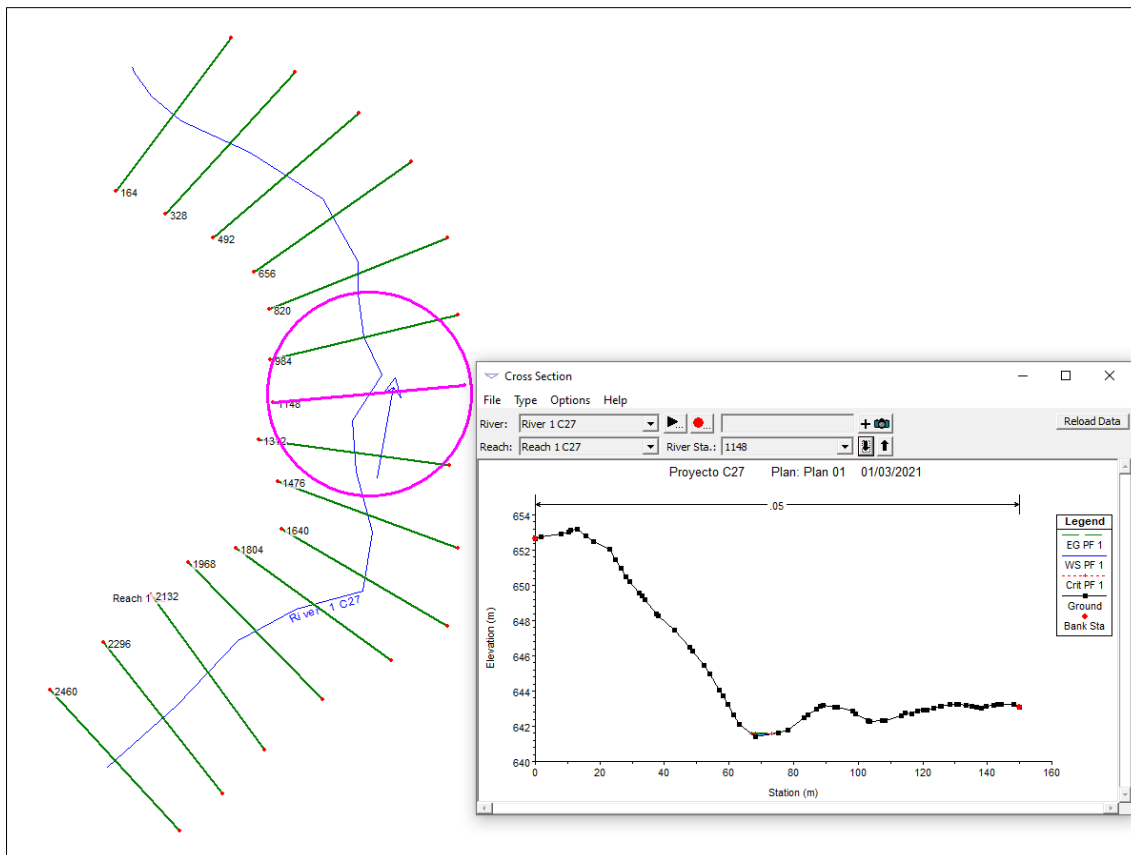 164
328
492
656
820
984
1148
1312
1476
1640
1804
1968
Reach 1 2132
River 1 C27
2296
2460
Cross Section
File Type Options Help
River: River 1 C27
Reload Data
Reach: Reach 1 C27 River Sta.: 1148
Proyecto C27 Plan: Plan 01 01/03/2021
.05
654
652
650
648
646
644
642
640
Elevation (m)
0 20 40 60 80 100 120 140 160
Station (m)
Legend
EG PF 1
WS PF 1
Crit PF 1
Ground
Bank Sta